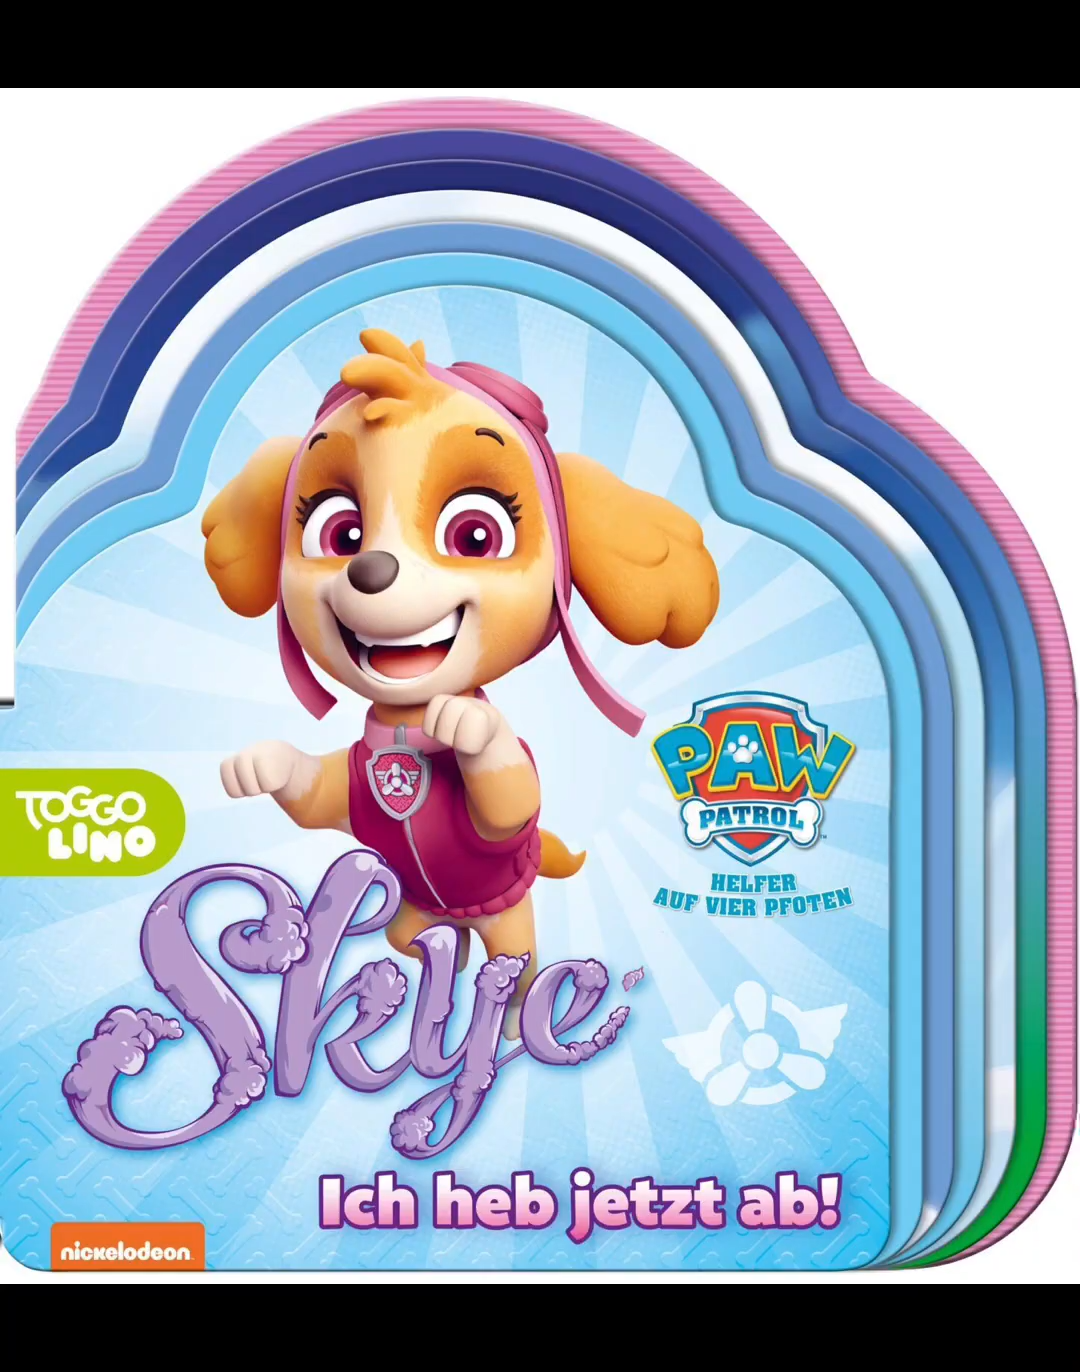 PAW
PATROL
HELFER
AUF VIER PFOTEN
TOGGO
LINO
Skye
Ich heb jetzt ab!
nickelodeon